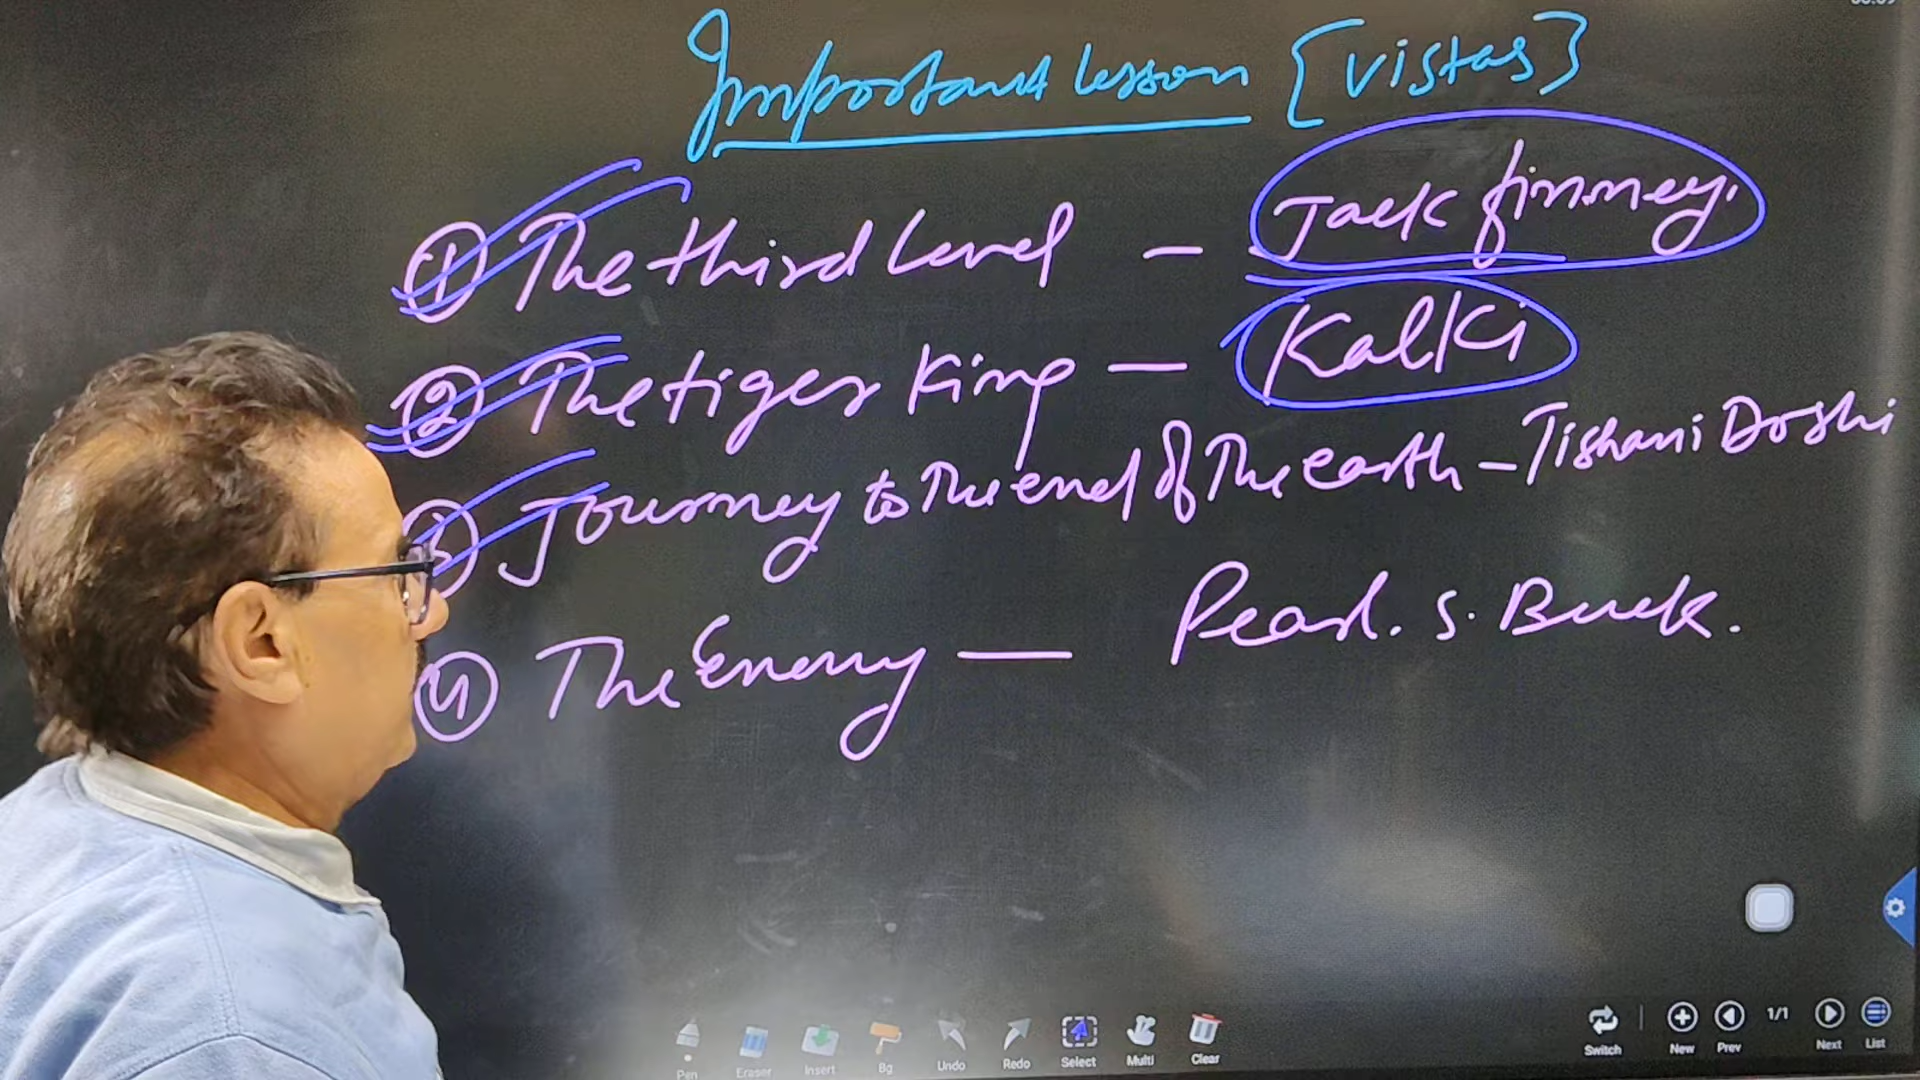 Important lesson [Vistas]
① The third Level - Jack finney.
② The tiger King - Kalki
③ Journey to The end of The earth - Tishani Doshi
④ The Enemy - Pearl. S. Buck.
Pen Eraser Insert Bg Undo Redo Select Multi Clear
Switch New Prev 1/1 Next List